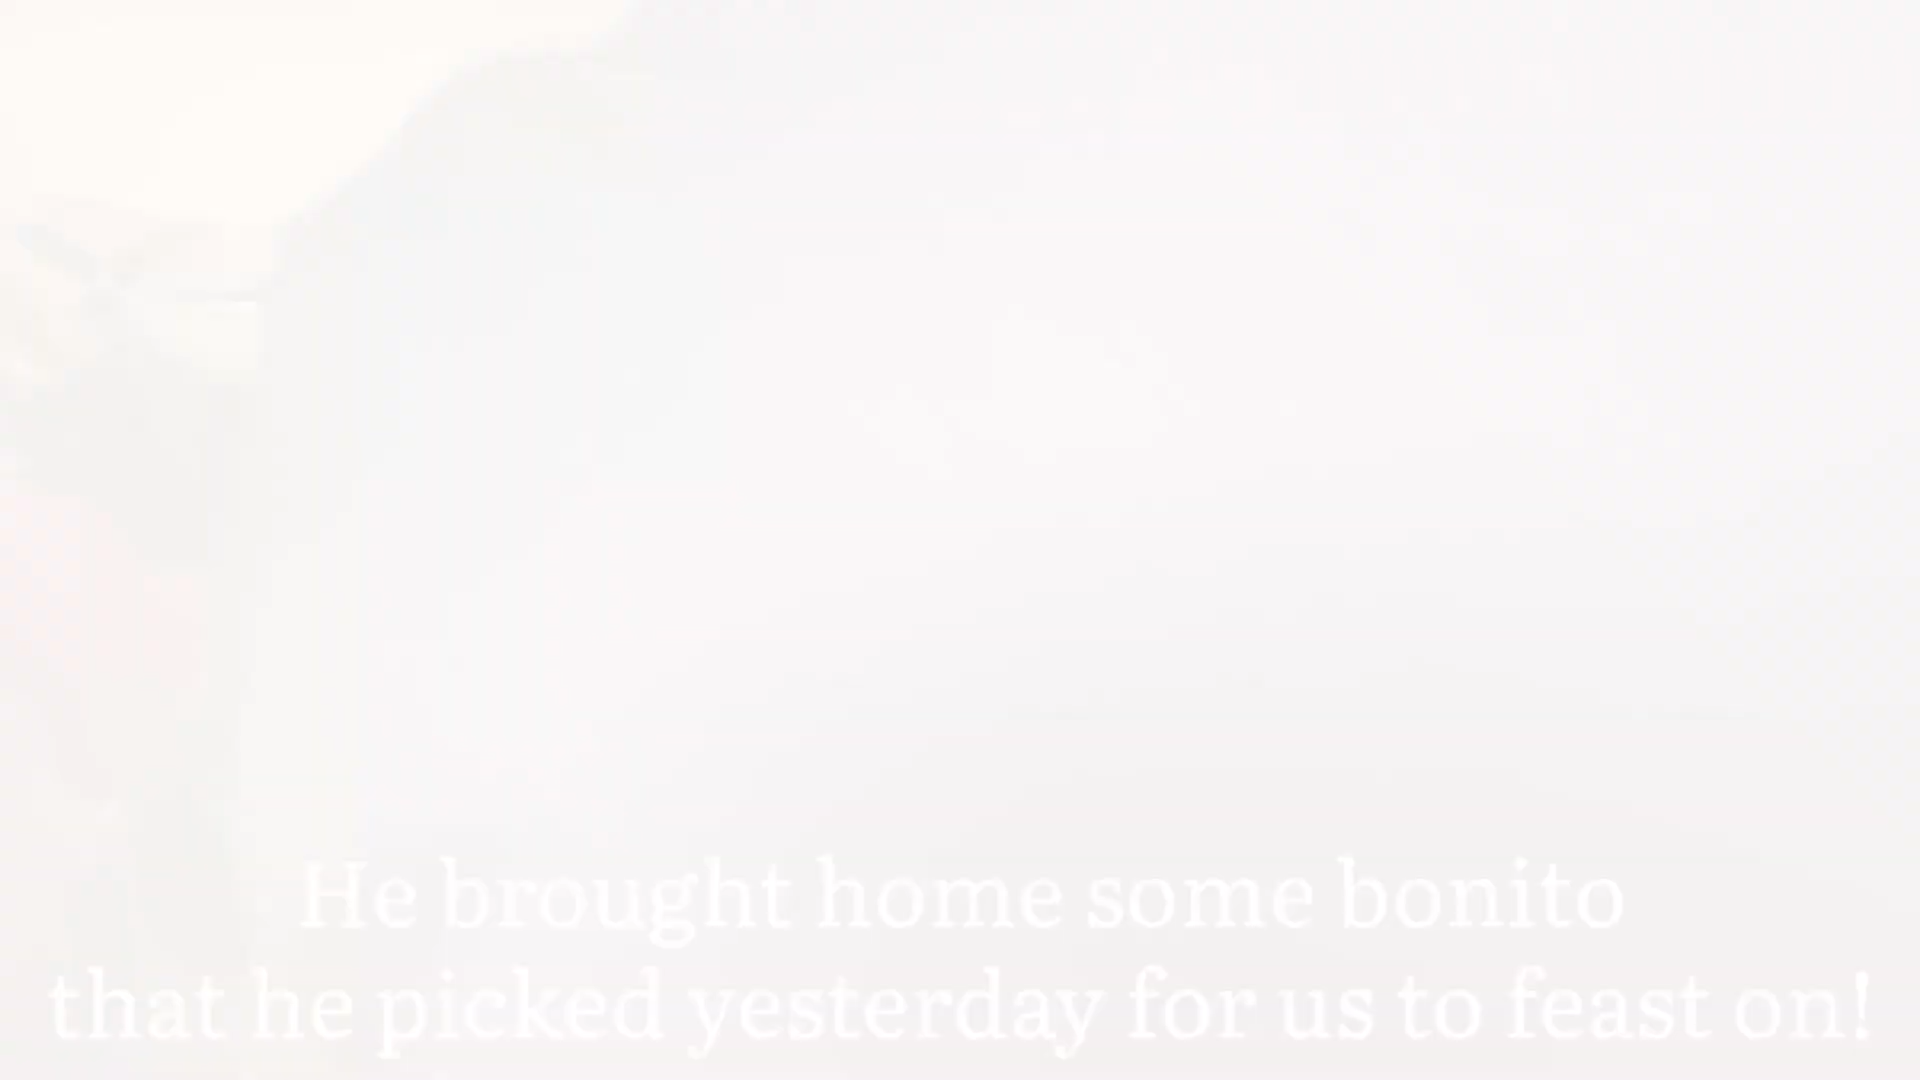 He brought home some bonito
that he picked yesterday for us to feast on!